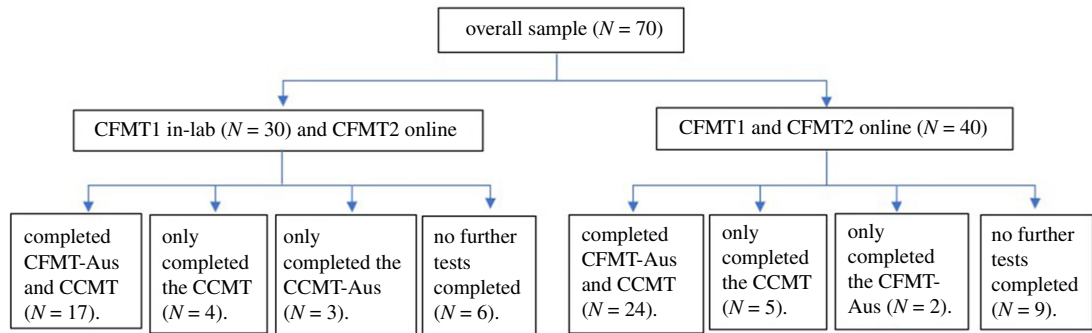 overall sample (N = 70)
CFMT1 in-lab (N = 30) and CFMT2 online
CFMT1 and CFMT2 online (N = 40)
completed
CFMT-Aus
and CCMT
(N = 17).
only
completed
the CCMT
(N = 4).
only
completed the
CCMT-Aus
(N = 3).
no further
tests
completed
(N = 6).
completed
CFMT-Aus
and CCMT
(N = 24).
only
completed
the CCMT
(N = 5).
only
completed
the CFMT-
Aus (N = 2).
no further
tests
completed
(N = 9).